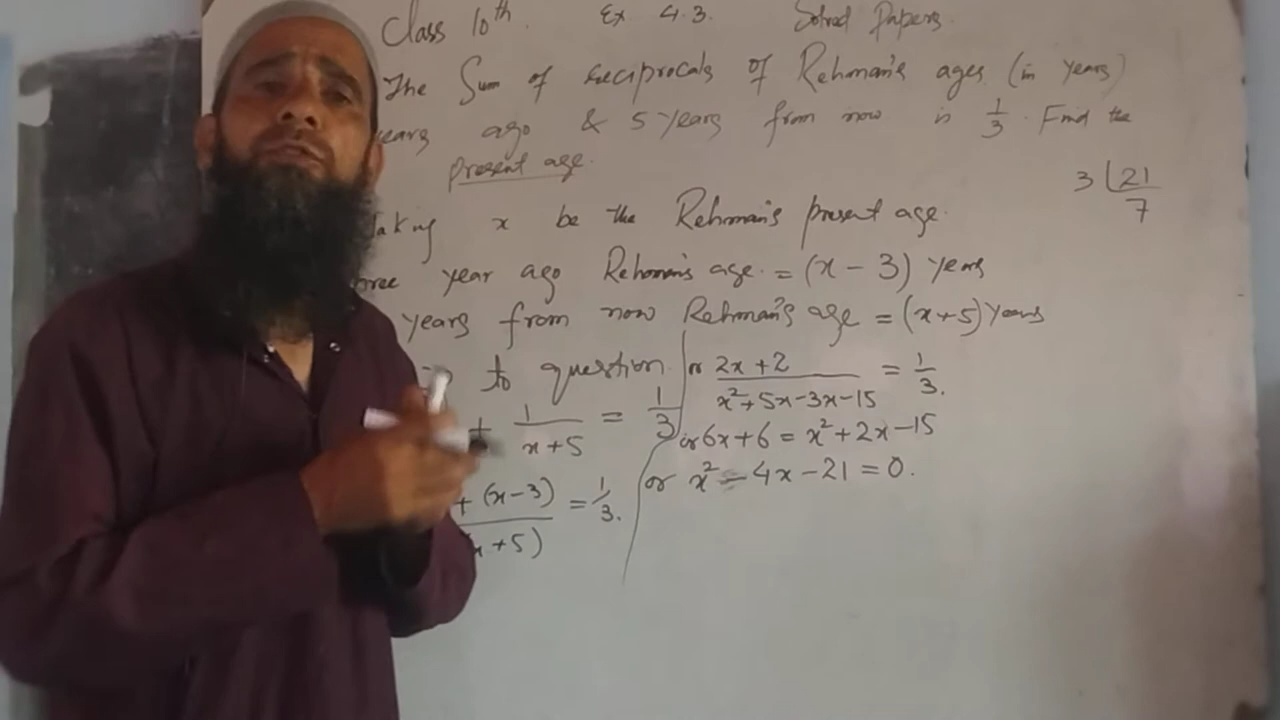 Class 10th. Ex 4.3. Solved Papers.
The Sum of reciprocals of Rehman's ages (in years)
ears ago & 5 years from now is 1/3. Find the
present age.
3 | 21
7
Taking x be the Rehman's present age.
ree year ago Rehman's age = (x - 3) years
years from now Rehman's age = (x+5) years
to question
+ 1/(x+5) = 1/3
+ (x-3) = 1/3.
x+5)
or (2x+2)/(x²+5x-3x-15) = 1/3.
or 6x+6 = x²+2x-15
or x² - 4x - 21 = 0.